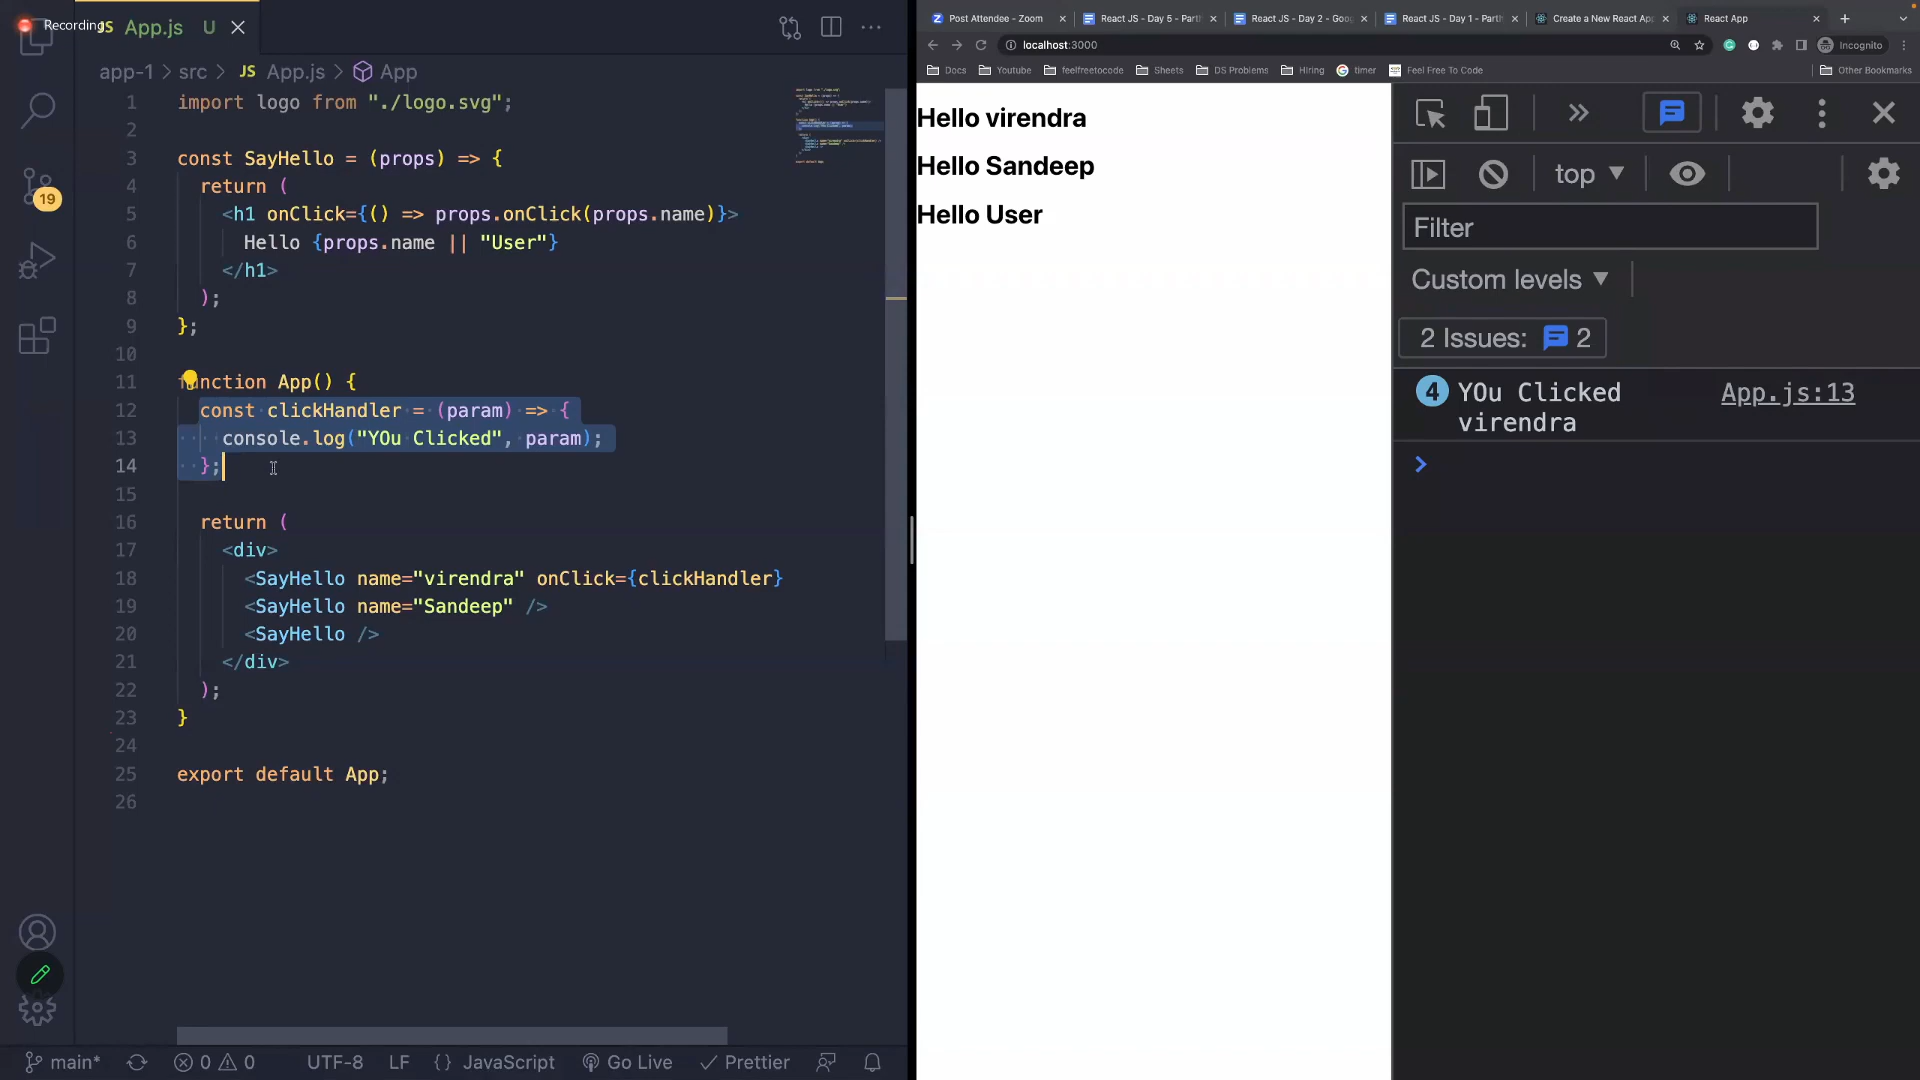 Recording
JS App.js U
app-1 > src > JS App.js > App
1 import logo from "./logo.svg";
2
3 const SayHello = (props) => {
4 return (
5 <h1 onClick={() => props.onClick(props.name)}>
6 Hello {props.name || "User"}
7 </h1>
8 );
9 };
10
11 function App() {
12 const clickHandler = (param) => {
13 console.log("YOu Clicked", param);
14 };
15
16 return (
17 <div>
18 <SayHello name="virendra" onClick={clickHandler}
19 <SayHello name="Sandeep" />
20 <SayHello />
21 </div>
22 );
23 }
24
25 export default App;
26
19
main* 0 0 UTF-8 LF {} JavaScript Go Live Prettier
Post Attendee - Zoom React JS - Day 5 - Parth React JS - Day 2 - Goog React JS - Day 1 - Parth Create a New React App React App
localhost:3000 Incognito
Docs Youtube feelfreetocode Sheets DS Problems Hiring timer Feel Free To Code Other Bookmarks
Hello virendra
Hello Sandeep
Hello User
top
Filter
Custom levels
2 Issues: 2
4 YOu Clicked App.js:13
virendra